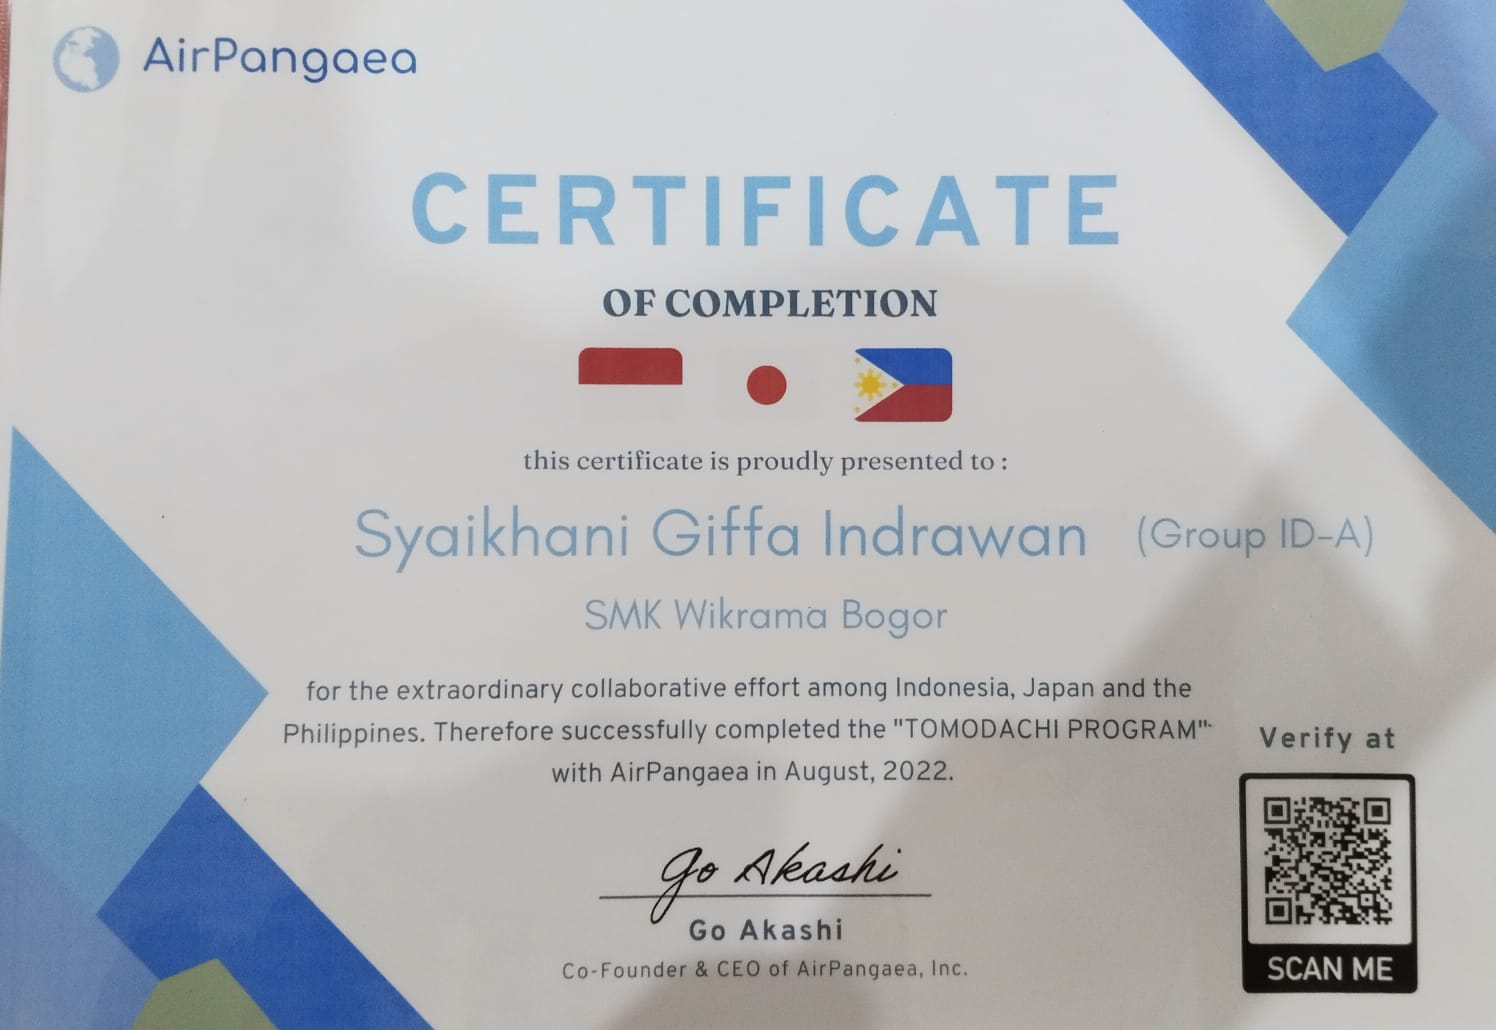 AirPangaea
CERTIFICATE
OF COMPLETION
this certificate is proudly presented to :
Syaikhani Giffa Indrawan (Group ID-A)
SMK Wikrama Bogor
for the extraordinary collaborative effort among Indonesia, Japan and the
Philippines. Therefore successfully completed the "TOMODACHI PROGRAM"
with AirPangaea in August, 2022.
Go Akashi
Go Akashi
Co-Founder & CEO of AirPangaea, Inc.
Verify at
SCAN ME